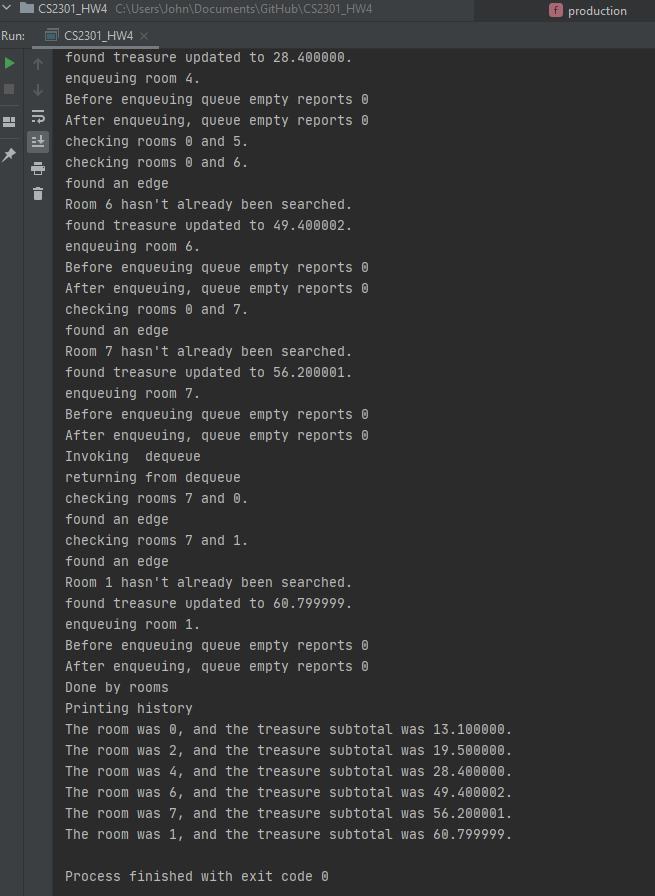 CS2301_HW4 C:\Users\John\Documents\GitHub\CS2301_HW4
production
Run: CS2301_HW4
found treasure updated to 28.400000.
enqueuing room 4.
Before enqueuing queue empty reports 0
After enqueuing, queue empty reports 0
checking rooms 0 and 5.
checking rooms 0 and 6.
found an edge
Room 6 hasn't already been searched.
found treasure updated to 49.400002.
enqueuing room 6.
Before enqueuing queue empty reports 0
After enqueuing, queue empty reports 0
checking rooms 0 and 7.
found an edge
Room 7 hasn't already been searched.
found treasure updated to 56.200001.
enqueuing room 7.
Before enqueuing queue empty reports 0
After enqueuing, queue empty reports 0
Invoking  dequeue
returning from dequeue
checking rooms 7 and 0.
found an edge
checking rooms 7 and 1.
found an edge
Room 1 hasn't already been searched.
found treasure updated to 60.799999.
enqueuing room 1.
Before enqueuing queue empty reports 0
After enqueuing, queue empty reports 0
Done by rooms
Printing history
The room was 0, and the treasure subtotal was 13.100000.
The room was 2, and the treasure subtotal was 19.500000.
The room was 4, and the treasure subtotal was 28.400000.
The room was 6, and the treasure subtotal was 49.400002.
The room was 7, and the treasure subtotal was 56.200001.
The room was 1, and the treasure subtotal was 60.799999.
Process finished with exit code 0